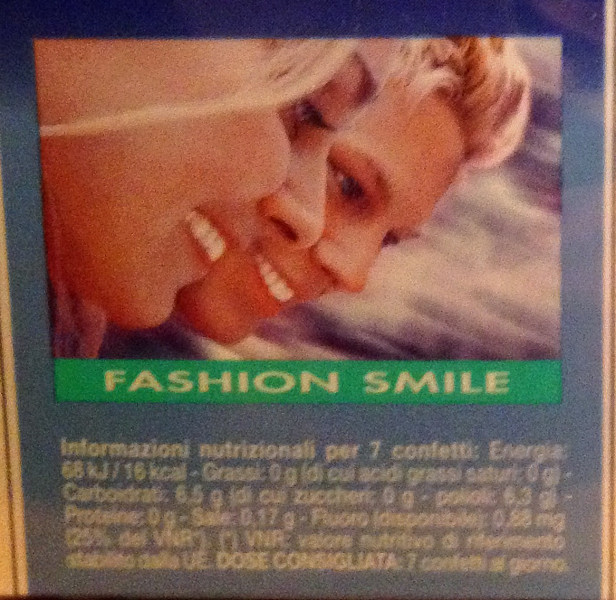 FASHION SMILE
Informazioni nutrizionali per 7 confetti: Energia:
66 kJ/16 kcal - Grassi: 0 g (di cui acidi grassi saturi: 0 g) -
Carboidrati: 6,5 g (di cui zuccheri: 0 g - polioli: 6,3 g) -
Proteine: 0 g - Sale: 0,17 g - Fluoro (disponibile): 0,88 mg
(25% del VNR*). (*) VNR: valore nutritivo di riferimento
stabilito dalla UE. DOSE CONSIGLIATA: 7 confetti al giorno.